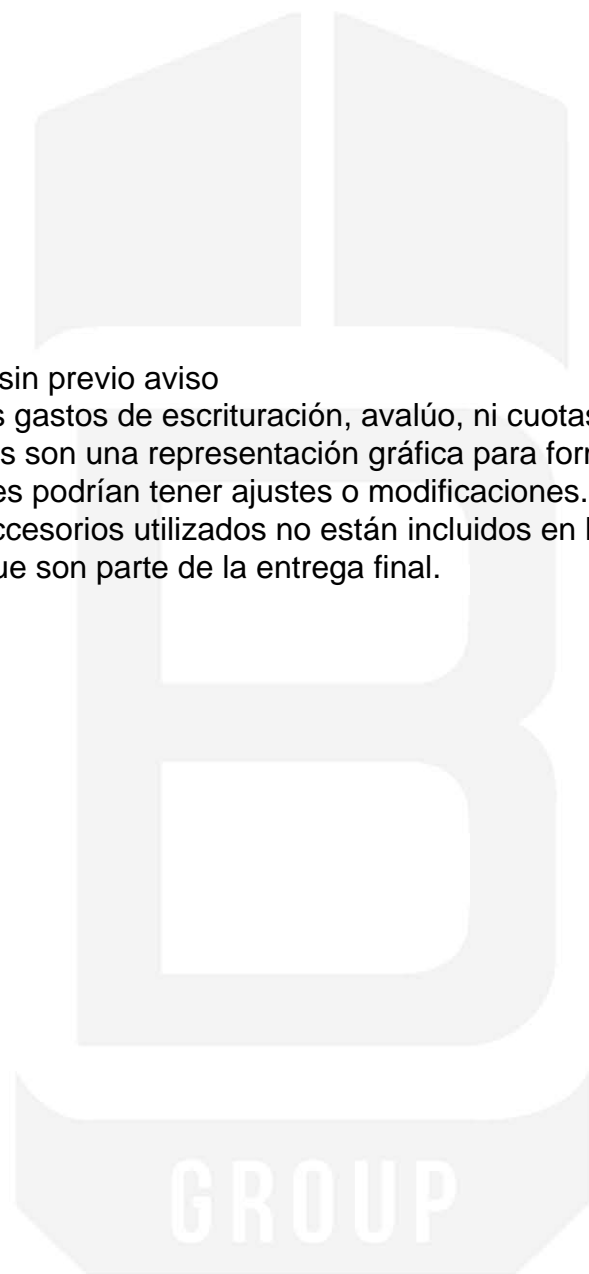 sin previo aviso
s gastos de escrituración, avalúo, ni cuotas
s son una representación gráfica para for
es podrían tener ajustes o modificaciones.
ccesorios utilizados no están incluidos en l
ue son parte de la entrega final.
B
GROUP